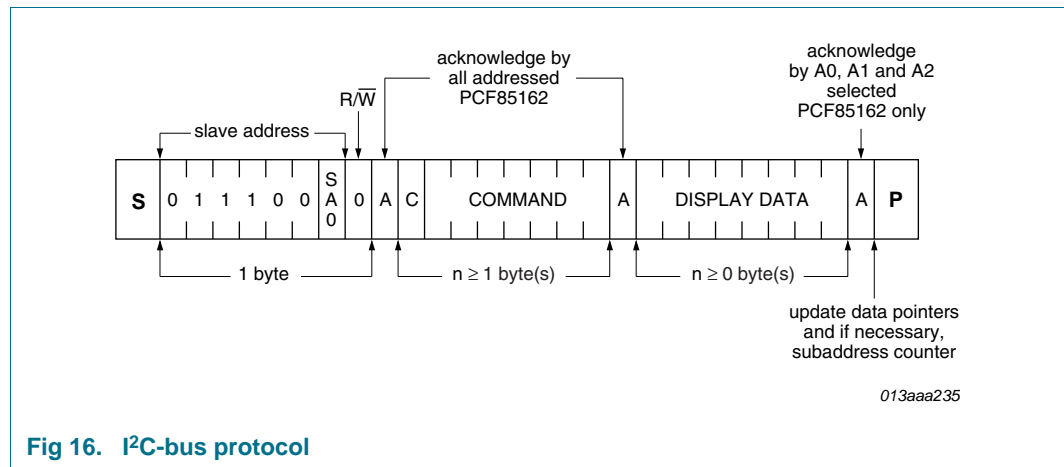 acknowledge by
all addressed
PCF85162
acknowledge
by A0, A1 and A2
selected
PCF85162 only
R/W̅
slave address
S 0 1 1 1 0 0 SA0 0 A C COMMAND A DISPLAY DATA A P
1 byte
n ≥ 1 byte(s)
n ≥ 0 byte(s)
update data pointers
and if necessary,
subaddress counter
013aaa235
Fig 16. I²C-bus protocol